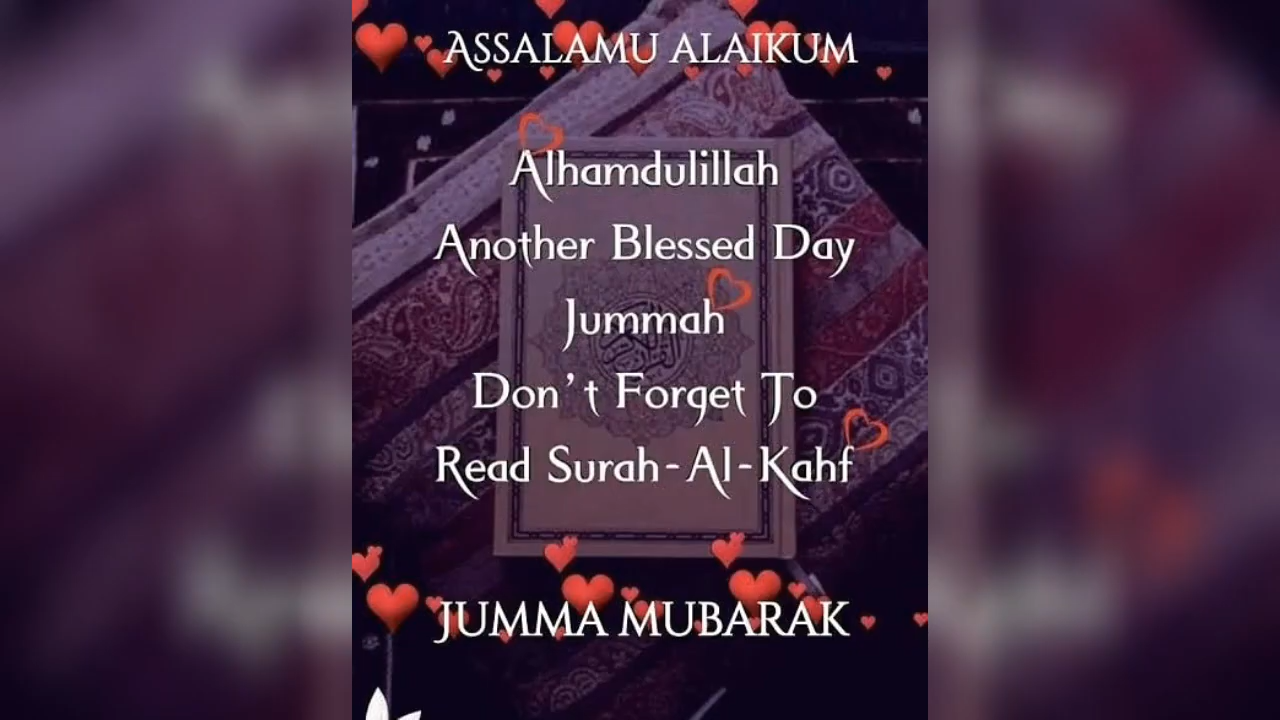 ASSALAMU ALAIKUM
Alhamdulillah
Another Blessed Day
Jummah
Don't Forget To
Read Surah-Al-Kahf
JUMMA MUBARAK